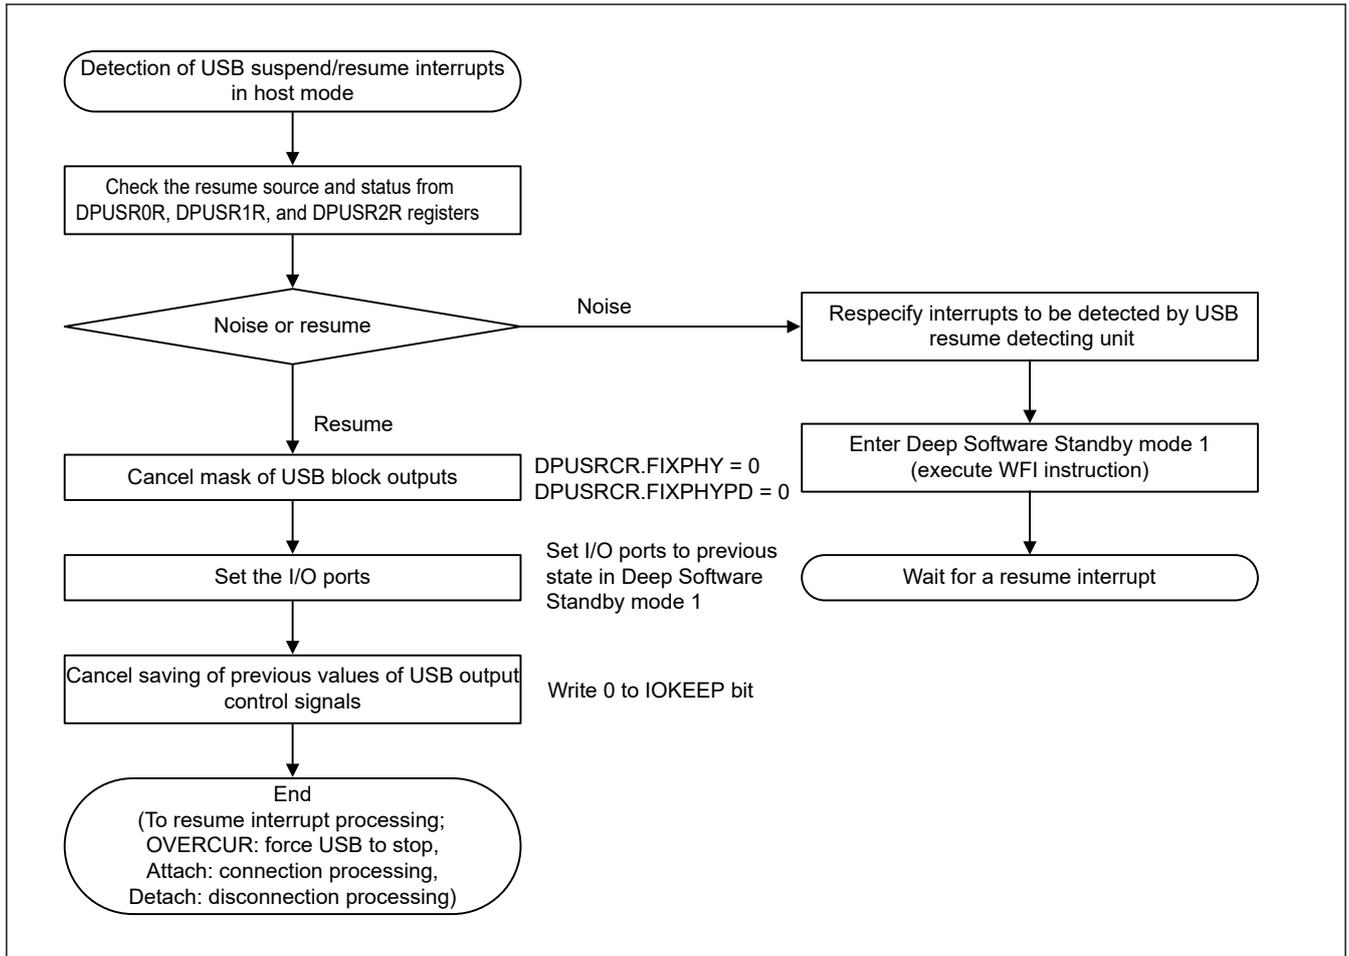 Detection of USB suspend/resume interrupts
in host mode
Check the resume source and status from
DPUSR0R, DPUSR1R, and DPUSR2R registers
Noise or resume
Noise
Respecify interrupts to be detected by USB
resume detecting unit
Resume
Enter Deep Software Standby mode 1
(execute WFI instruction)
Cancel mask of USB block outputs
DPUSRCR.FIXPHY = 0
DPUSRCR.FIXPHYPD = 0
Set the I/O ports
Set I/O ports to previous
state in Deep Software
Standby mode 1
Wait for a resume interrupt
Cancel saving of previous values of USB output
control signals
Write 0 to IOKEEP bit
End
(To resume interrupt processing;
OVERCUR: force USB to stop,
Attach: connection processing,
Detach: disconnection processing)